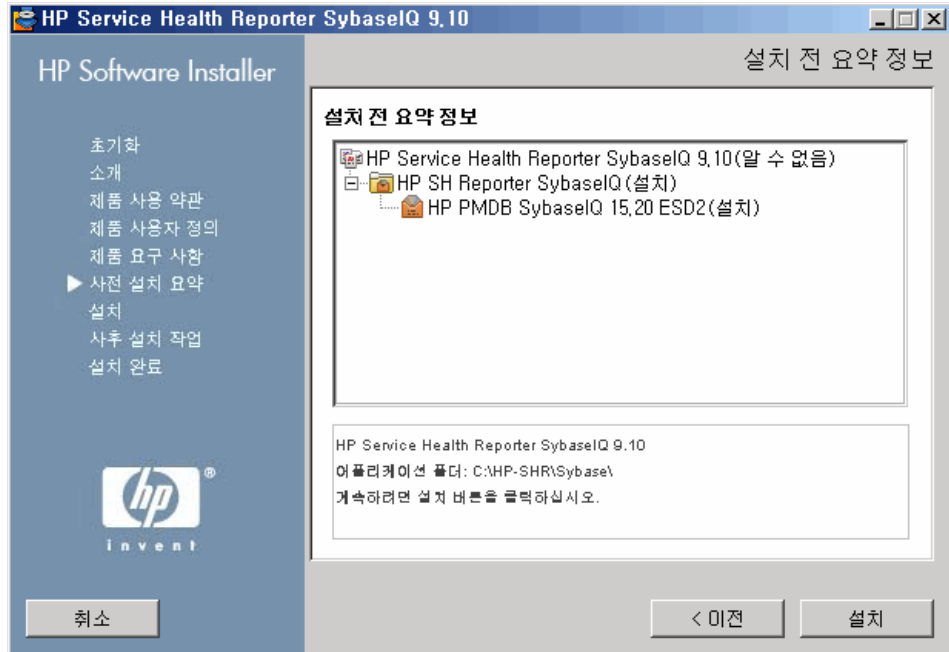 HP Service Health Reporter SybaseIQ 9,10
HP Software Installer
설치 전 요약 정보
초기화
소개
제품 사용 약관
제품 사용자 정의
제품 요구 사항
사전 설치 요약
설치
사후 설치 작업
설치 완료
hp
®
invent
설치 전 요약 정보
HP Service Health Reporter SybaseIQ 9,10(알 수 없음)
HP SH Reporter SybaseIQ(설치)
HP PMDB SybaseIQ 15,20 ESD2(설치)
HP Service Health Reporter SybaseIQ 9.10
어플리케이션 폴더: C:\HP-SHR\Sybase\
계속하려면 설치 버튼을 클릭하십시오.
취소
< 이전
설치